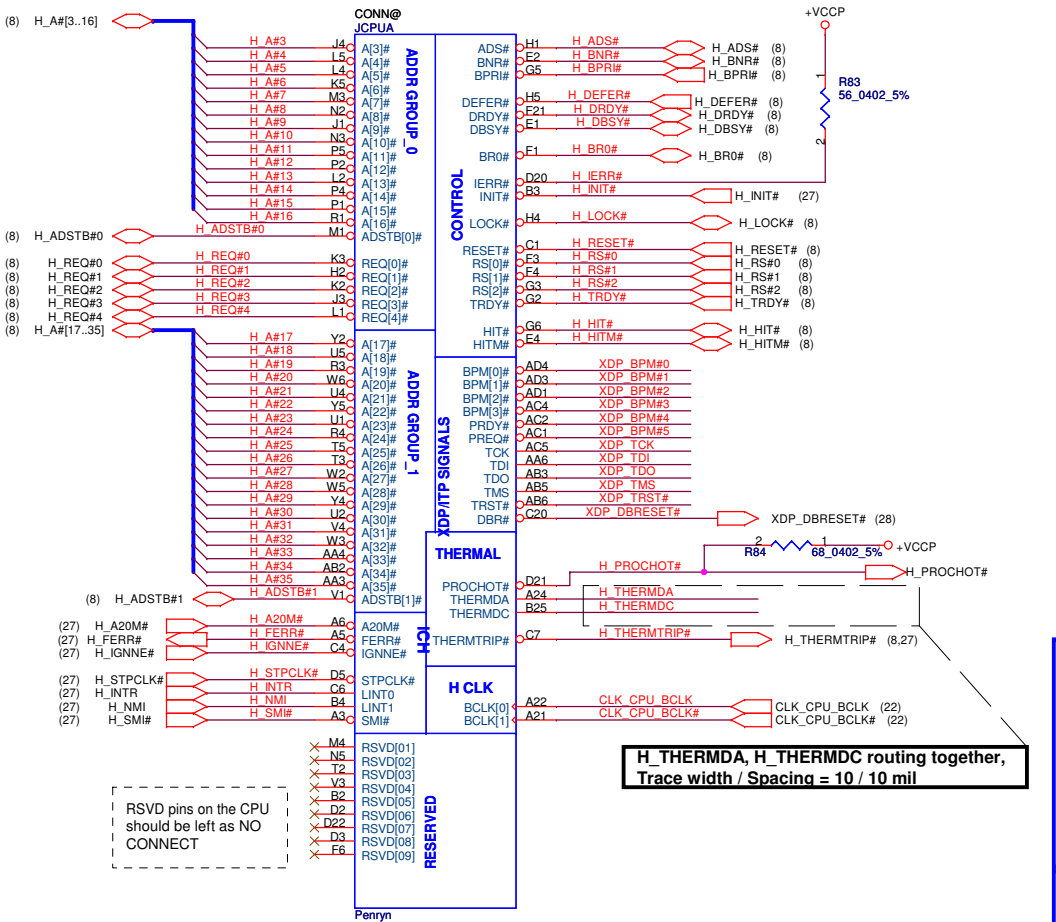 CONN@
JCPUA
(8) H_A#[3..16]
H_A#3 J4 A[3]#
H_A#4 L5 A[4]#
H_A#5 L4 A[5]#
H_A#6 K5 A[6]#
H_A#7 M3 A[7]#
H_A#8 N2 A[8]#
H_A#9 J1 A[9]#
H_A#10 N3 A[10]#
H_A#11 P5 A[11]#
H_A#12 P2 A[12]#
H_A#13 L2 A[13]#
H_A#14 P4 A[14]#
H_A#15 P1 A[15]#
H_A#16 R1 A[16]#
(8) H_ADSTB#0 H_ADSTB#0 M1 ADSTB[0]#
(8) H_REQ#0 H_REQ#0 K3 REQ[0]#
(8) H_REQ#1 H_REQ#1 H2 REQ[1]#
(8) H_REQ#2 H_REQ#2 K2 REQ[2]#
(8) H_REQ#3 H_REQ#3 J3 REQ[3]#
(8) H_REQ#4 H_REQ#4 L1 REQ[4]#
ADDR GROUP_0
(8) H_A#[17..35]
H_A#17 Y2 A[17]#
H_A#18 U5 A[18]#
H_A#19 R3 A[19]#
H_A#20 W6 A[20]#
H_A#21 U4 A[21]#
H_A#22 Y5 A[22]#
H_A#23 U1 A[23]#
H_A#24 R4 A[24]#
H_A#25 T5 A[25]#
H_A#26 T3 A[26]#
H_A#27 W2 A[27]#
H_A#28 W5 A[28]#
H_A#29 Y4 A[29]#
H_A#30 U2 A[30]#
H_A#31 V4 A[31]#
H_A#32 W3 A[32]#
H_A#33 AA4 A[33]#
H_A#34 AB2 A[34]#
H_A#35 AA3 A[35]#
(8) H_ADSTB#1 H_ADSTB#1 V1 ADSTB[1]#
ADDR GROUP_1
(27) H_A20M# H_A20M# A6 A20M#
(27) H_FERR# H_FERR# A5 FERR#
(27) H_IGNNE# H_IGNNE# C4 IGNNE#
ICH
(27) H_STPCLK# H_STPCLK# D5 STPCLK#
(27) H_INTR H_INTR C6 LINT0
(27) H_NMI H_NMI B4 LINT1
(27) H_SMI# H_SMI# A3 SMI#
M4 RSVD[01]
N5 RSVD[02]
T2 RSVD[03]
V3 RSVD[04]
B2 RSVD[05]
D2 RSVD[06]
D22 RSVD[07]
D3 RSVD[08]
F6 RSVD[09]
RESERVED
RSVD pins on the CPU
should be left as NO
CONNECT
Penryn
CONTROL
ADS# H1 H_ADS# H_ADS# (8)
BNR# E2 H_BNR# H_BNR# (8)
BPRI# G5 H_BPRI# H_BPRI# (8)
DEFER# H5 H_DEFER# H_DEFER# (8)
DRDY# F21 H_DRDY# H_DRDY# (8)
DBSY# E1 H_DBSY# H_DBSY# (8)
BR0# F1 H_BR0# H_BR0# (8)
IERR# D20 H_IERR#
INIT# B3 H_INIT# H_INIT# (27)
LOCK# H4 H_LOCK# H_LOCK# (8)
RESET# C1 H_RESET# H_RESET# (8)
RS[0]# F3 H_RS#0 H_RS#0 (8)
RS[1]# F4 H_RS#1 H_RS#1 (8)
RS[2]# G3 H_RS#2 H_RS#2 (8)
TRDY# G2 H_TRDY# H_TRDY# (8)
HIT# G6 H_HIT# H_HIT# (8)
HITM# E4 H_HITM# H_HITM# (8)
+VCCP
1
R83
56_0402_5%
2
XDP/ITP SIGNALS
BPM[0]# AD4 XDP_BPM#0
BPM[1]# AD3 XDP_BPM#1
BPM[2]# AD1 XDP_BPM#2
BPM[3]# AC4 XDP_BPM#3
PRDY# AC2 XDP_BPM#4
PREQ# AC1 XDP_BPM#5
TCK AC5 XDP_TCK
TDI AA6 XDP_TDI
TDO AB3 XDP_TDO
TMS AB5 XDP_TMS
TRST# AB6 XDP_TRST#
DBR# C20 XDP_DBRESET# XDP_DBRESET# (28)
THERMAL
2 1 +VCCP
R84 68_0402_5%
PROCHOT# D21 H_PROCHOT# H_PROCHOT#
THERMDA A24 H_THERMDA
THERMDC B25 H_THERMDC
THERMTRIP# C7 H_THERMTRIP# H_THERMTRIP# (8,27)
H CLK
BCLK[0] A22 CLK_CPU_BCLK CLK_CPU_BCLK (22)
BCLK[1] A21 CLK_CPU_BCLK# CLK_CPU_BCLK# (22)
H_THERMDA, H_THERMDC routing together,
Trace width / Spacing = 10 / 10 mil